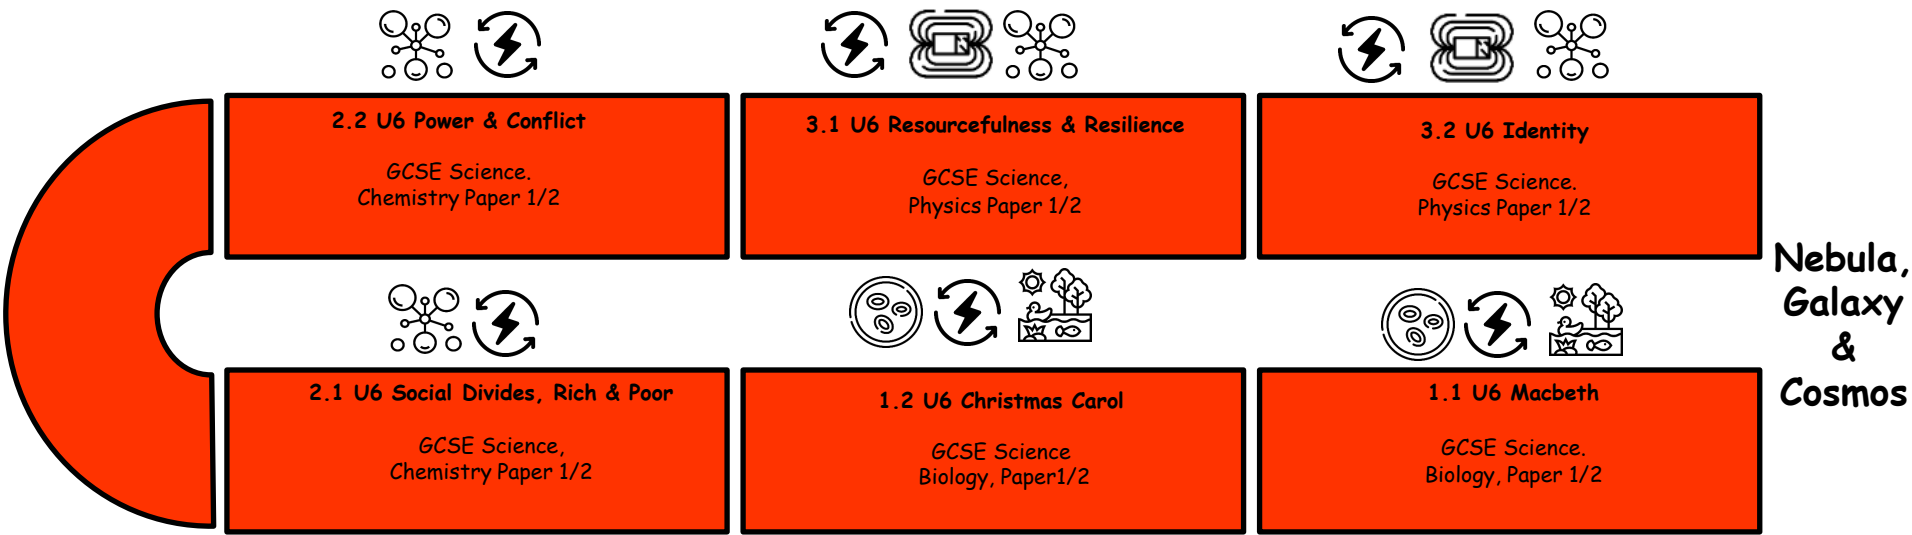 2.2 U6 Power & Conflict
GCSE Science.
Chemistry Paper 1/2
3.1 U6 Resourcefulness & Resilience
GCSE Science,
Physics Paper 1/2
3.2 U6 Identity
GCSE Science.
Physics Paper 1/2
Nebula,
Galaxy
&
Cosmos
2.1 U6 Social Divides, Rich & Poor
GCSE Science,
Chemistry Paper 1/2
1.2 U6 Christmas Carol
GCSE Science
Biology, Paper1/2
1.1 U6 Macbeth
GCSE Science.
Biology, Paper 1/2